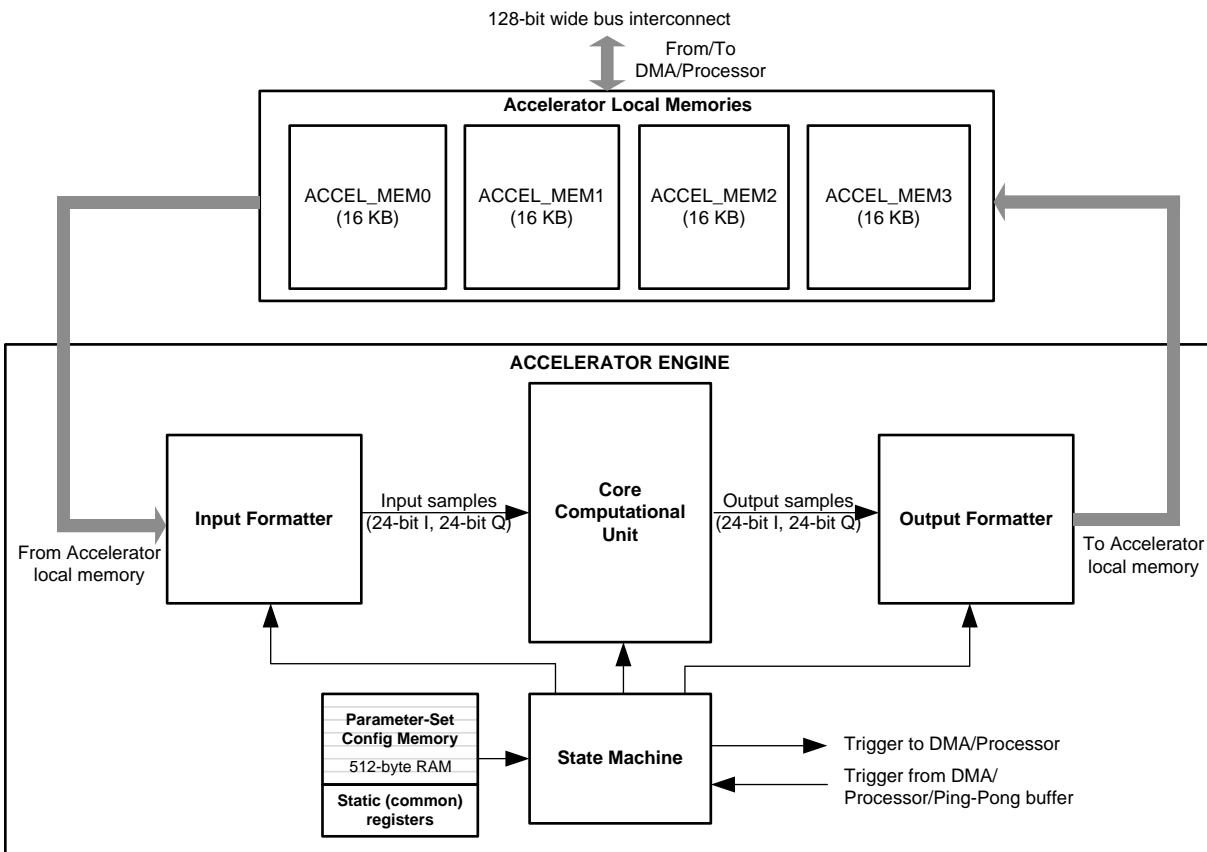 128-bit wide bus interconnect
From/To
DMA/Processor
Accelerator Local Memories
ACCEL_MEM0
(16 KB)
ACCEL_MEM1
(16 KB)
ACCEL_MEM2
(16 KB)
ACCEL_MEM3
(16 KB)
ACCELERATOR ENGINE
Input Formatter
Input samples
(24-bit I, 24-bit Q)
Core
Computational
Unit
Output samples
(24-bit I, 24-bit Q)
Output Formatter
From Accelerator
local memory
To Accelerator
local memory
Parameter-Set
Config Memory
512-byte RAM
Static (common)
registers
State Machine
Trigger to DMA/Processor
Trigger from DMA/
Processor/Ping-Pong buffer